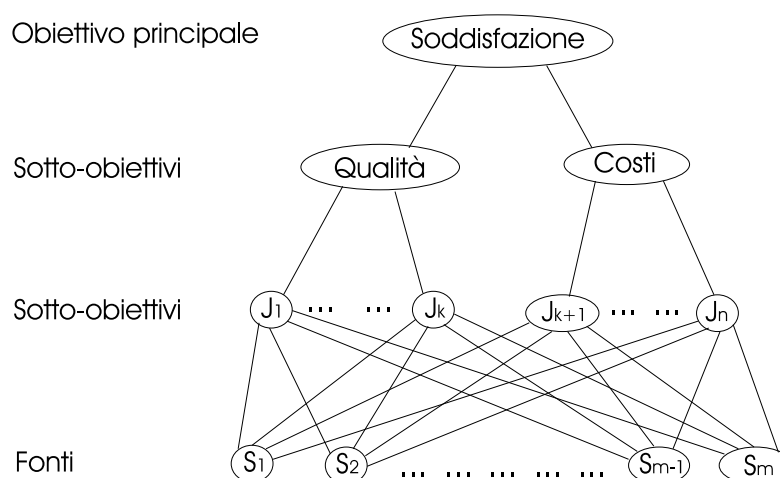 Obiettivo principale Soddisfazione
Sotto-obiettivi Qualità Costi
Sotto-obiettivi J1 ... ... Jk Jk+1 ... ... Jn
Fonti S1 S2 ... ... ... ... ... Sm-1 Sm